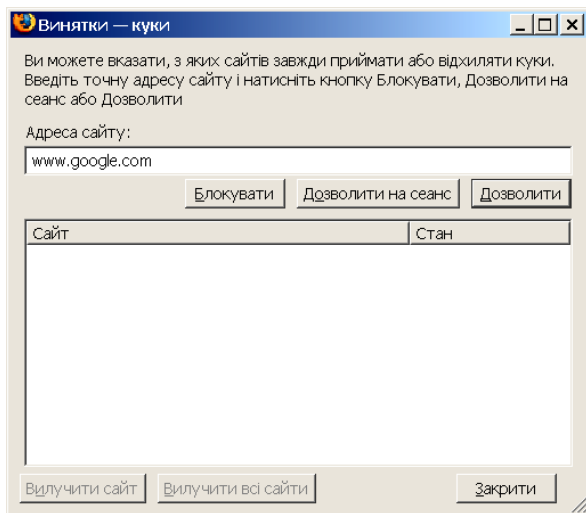 Винятки — куки
Ви можете вказати, з яких сайтів завжди приймати або відхиляти куки.
Введіть точну адресу сайту і натисніть кнопку Блокувати, Дозволити на
сеанс або Дозволити
Адреса сайту:
www.google.com
Блокувати Дозволити на сеанс Дозволити
Сайт Стан
Вилучити сайт Вилучити всі сайти Закрити